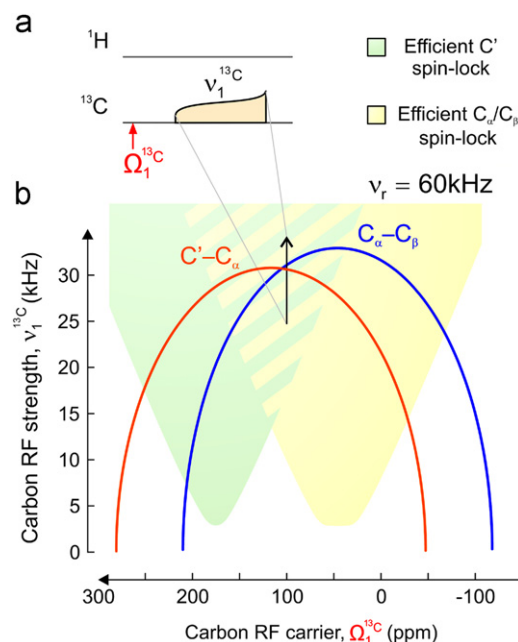 a
¹H
¹³C
ν₁¹³C
Ω₁¹³C
Efficient C'
spin-lock
Efficient Cα/Cβ
spin-lock
b
νr = 60kHz
C'–Cα
Cα–Cβ
Carbon RF strength, ν₁¹³C (kHz)
30
25
20
15
10
5
0
300
200
100
0
-100
Carbon RF carrier, Ω₁¹³C (ppm)